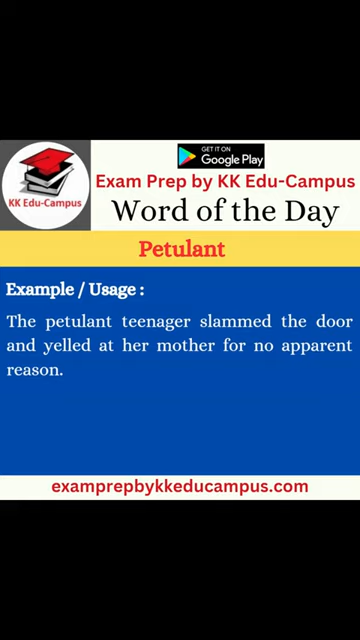 KK Edu-Campus
GET IT ON
Google Play
Exam Prep by KK Edu-Campus
Word of the Day
Petulant
Example / Usage :
The petulant teenager slammed the door
and yelled at her mother for no apparent
reason.
examprepbykkeducampus.com